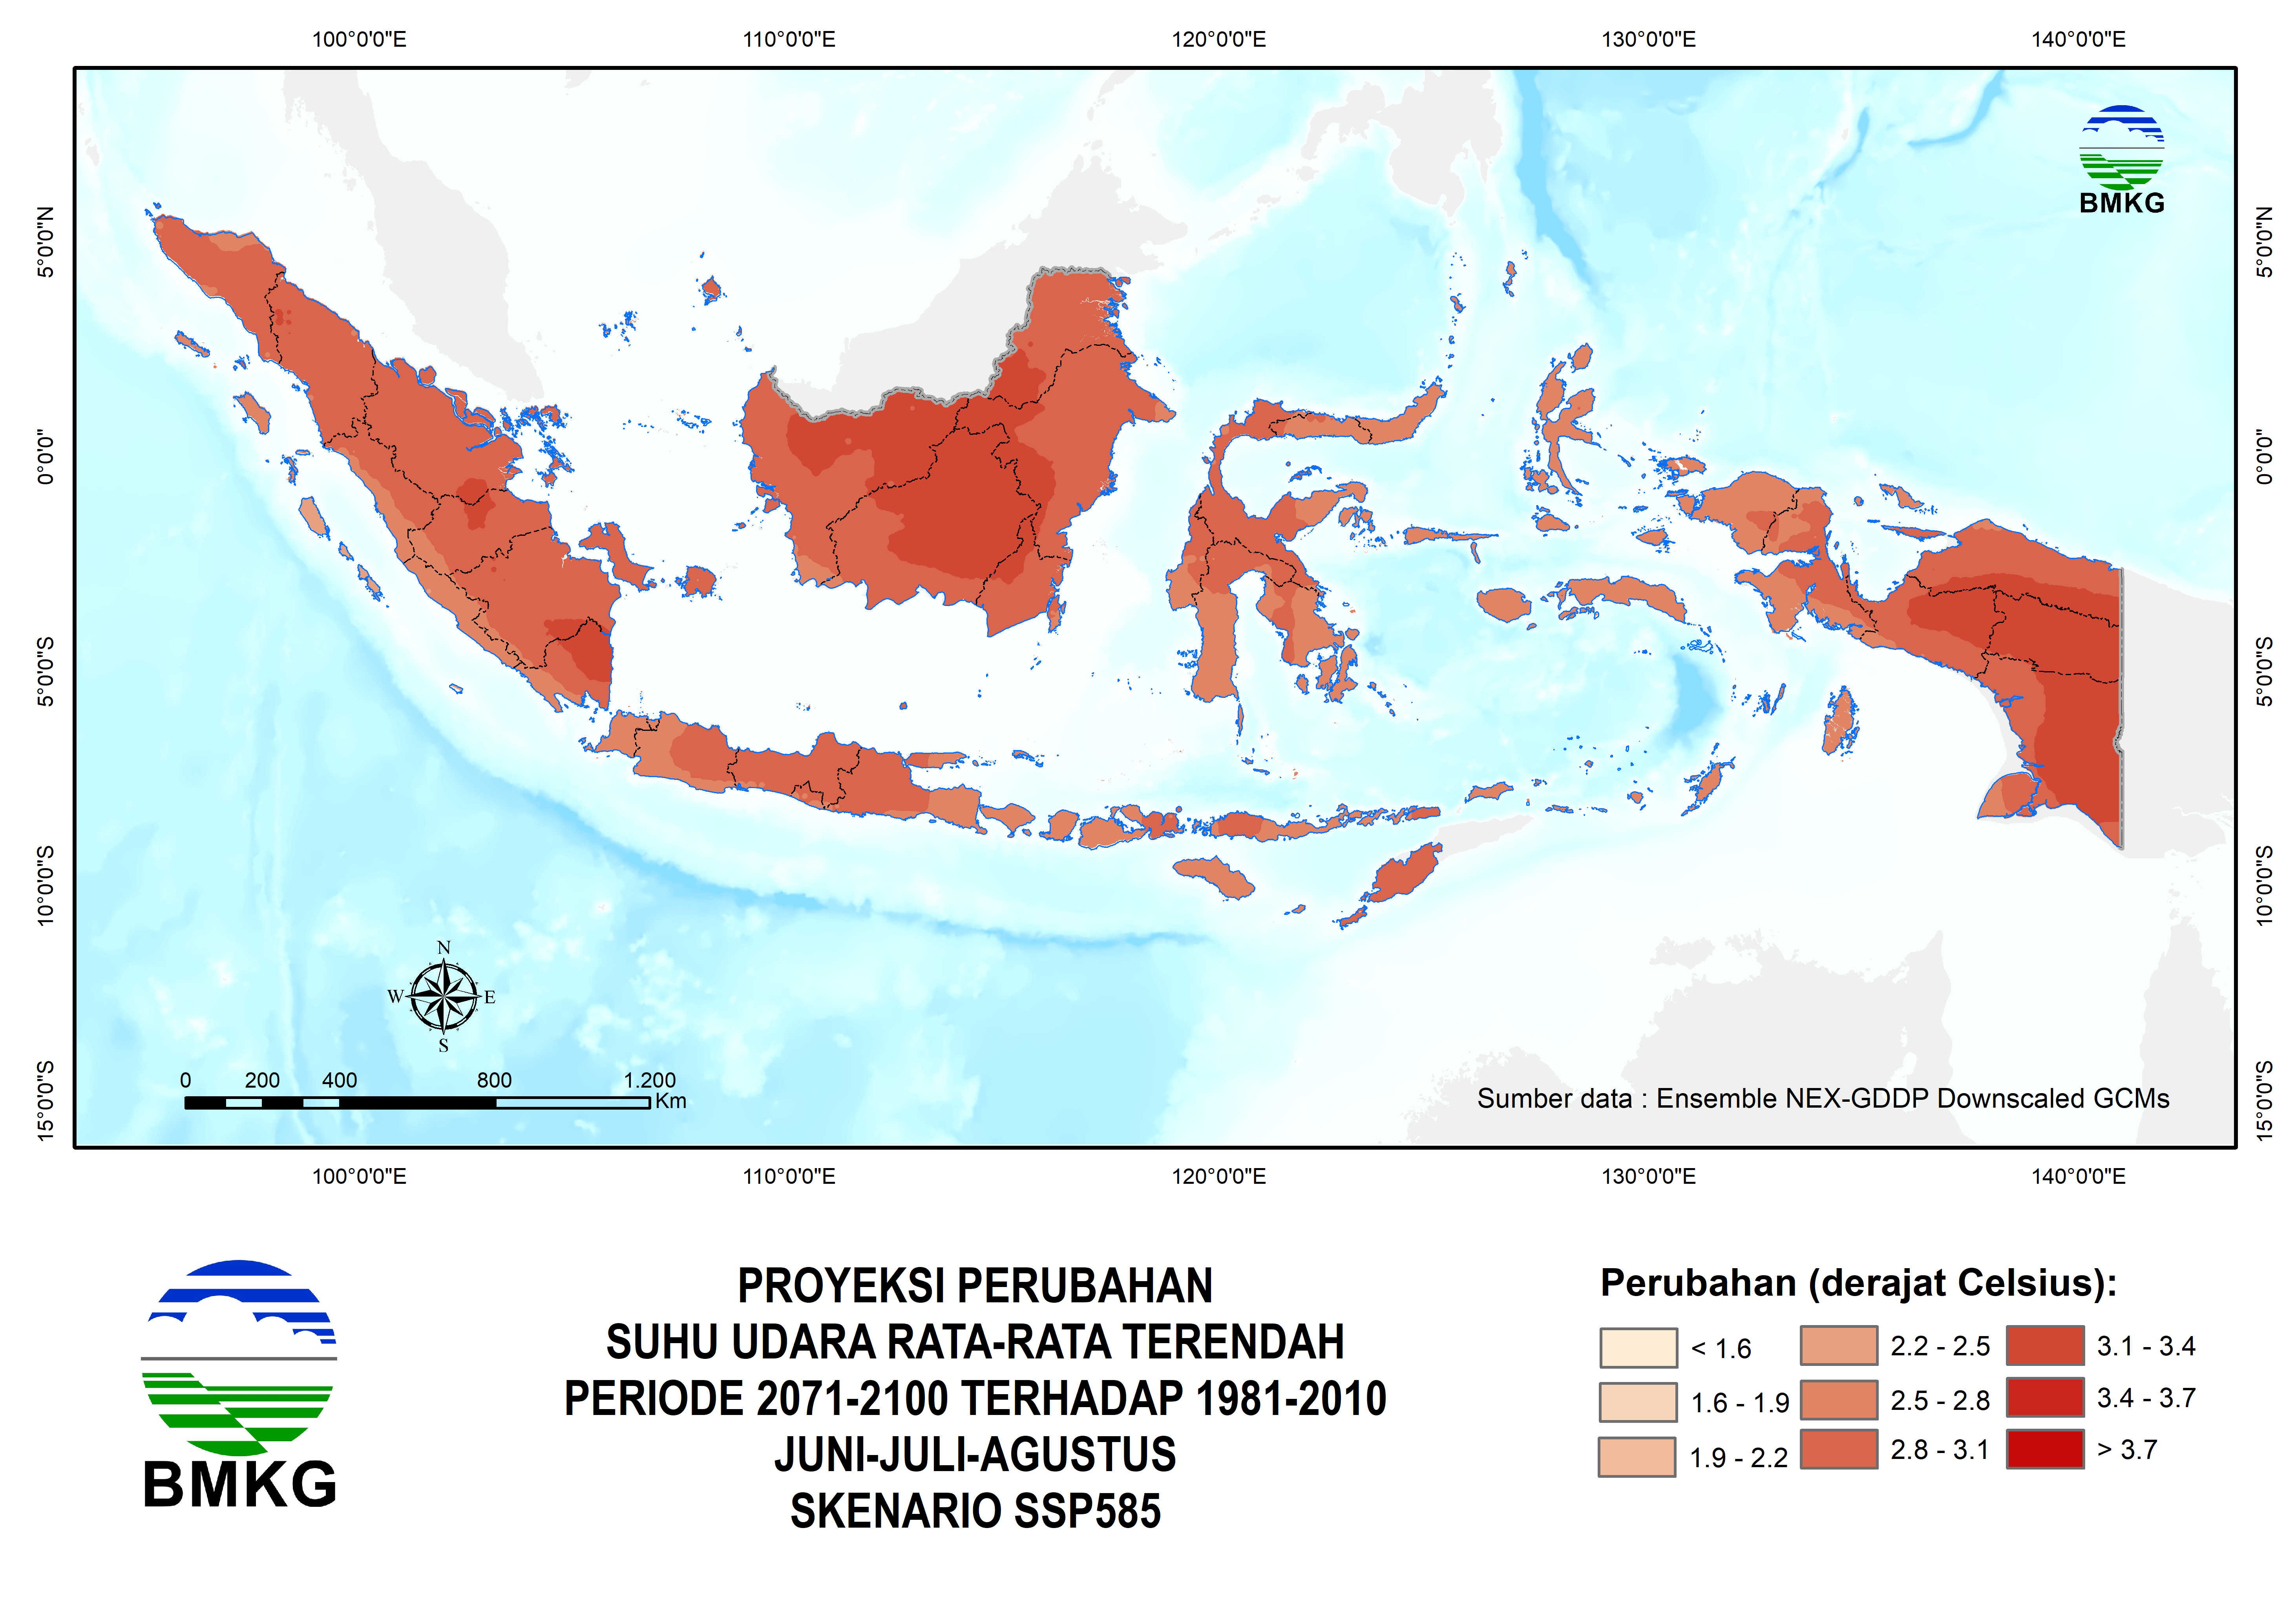 100°0'0"E 110°0'0"E 120°0'0"E 130°0'0"E 140°0'0"E
BMKG
5°0'0"N 5°0'0"N
0°0'0" 0°0'0"
5°0'0"S 5°0'0"S
10°0'0"S 10°0'0"S
15°0'0"S 15°0'0"S
N
W E
S
0 200 400 800 1.200
Km
Sumber data : Ensemble NEX-GDDP Downscaled GCMs
100°0'0"E 110°0'0"E 120°0'0"E 130°0'0"E 140°0'0"E
BMKG
PROYEKSI PERUBAHAN
SUHU UDARA RATA-RATA TERENDAH
PERIODE 2071-2100 TERHADAP 1981-2010
JUNI-JULI-AGUSTUS
SKENARIO SSP585
Perubahan (derajat Celsius):
< 1.6 2.2 - 2.5 3.1 - 3.4
1.6 - 1.9 2.5 - 2.8 3.4 - 3.7
1.9 - 2.2 2.8 - 3.1 > 3.7